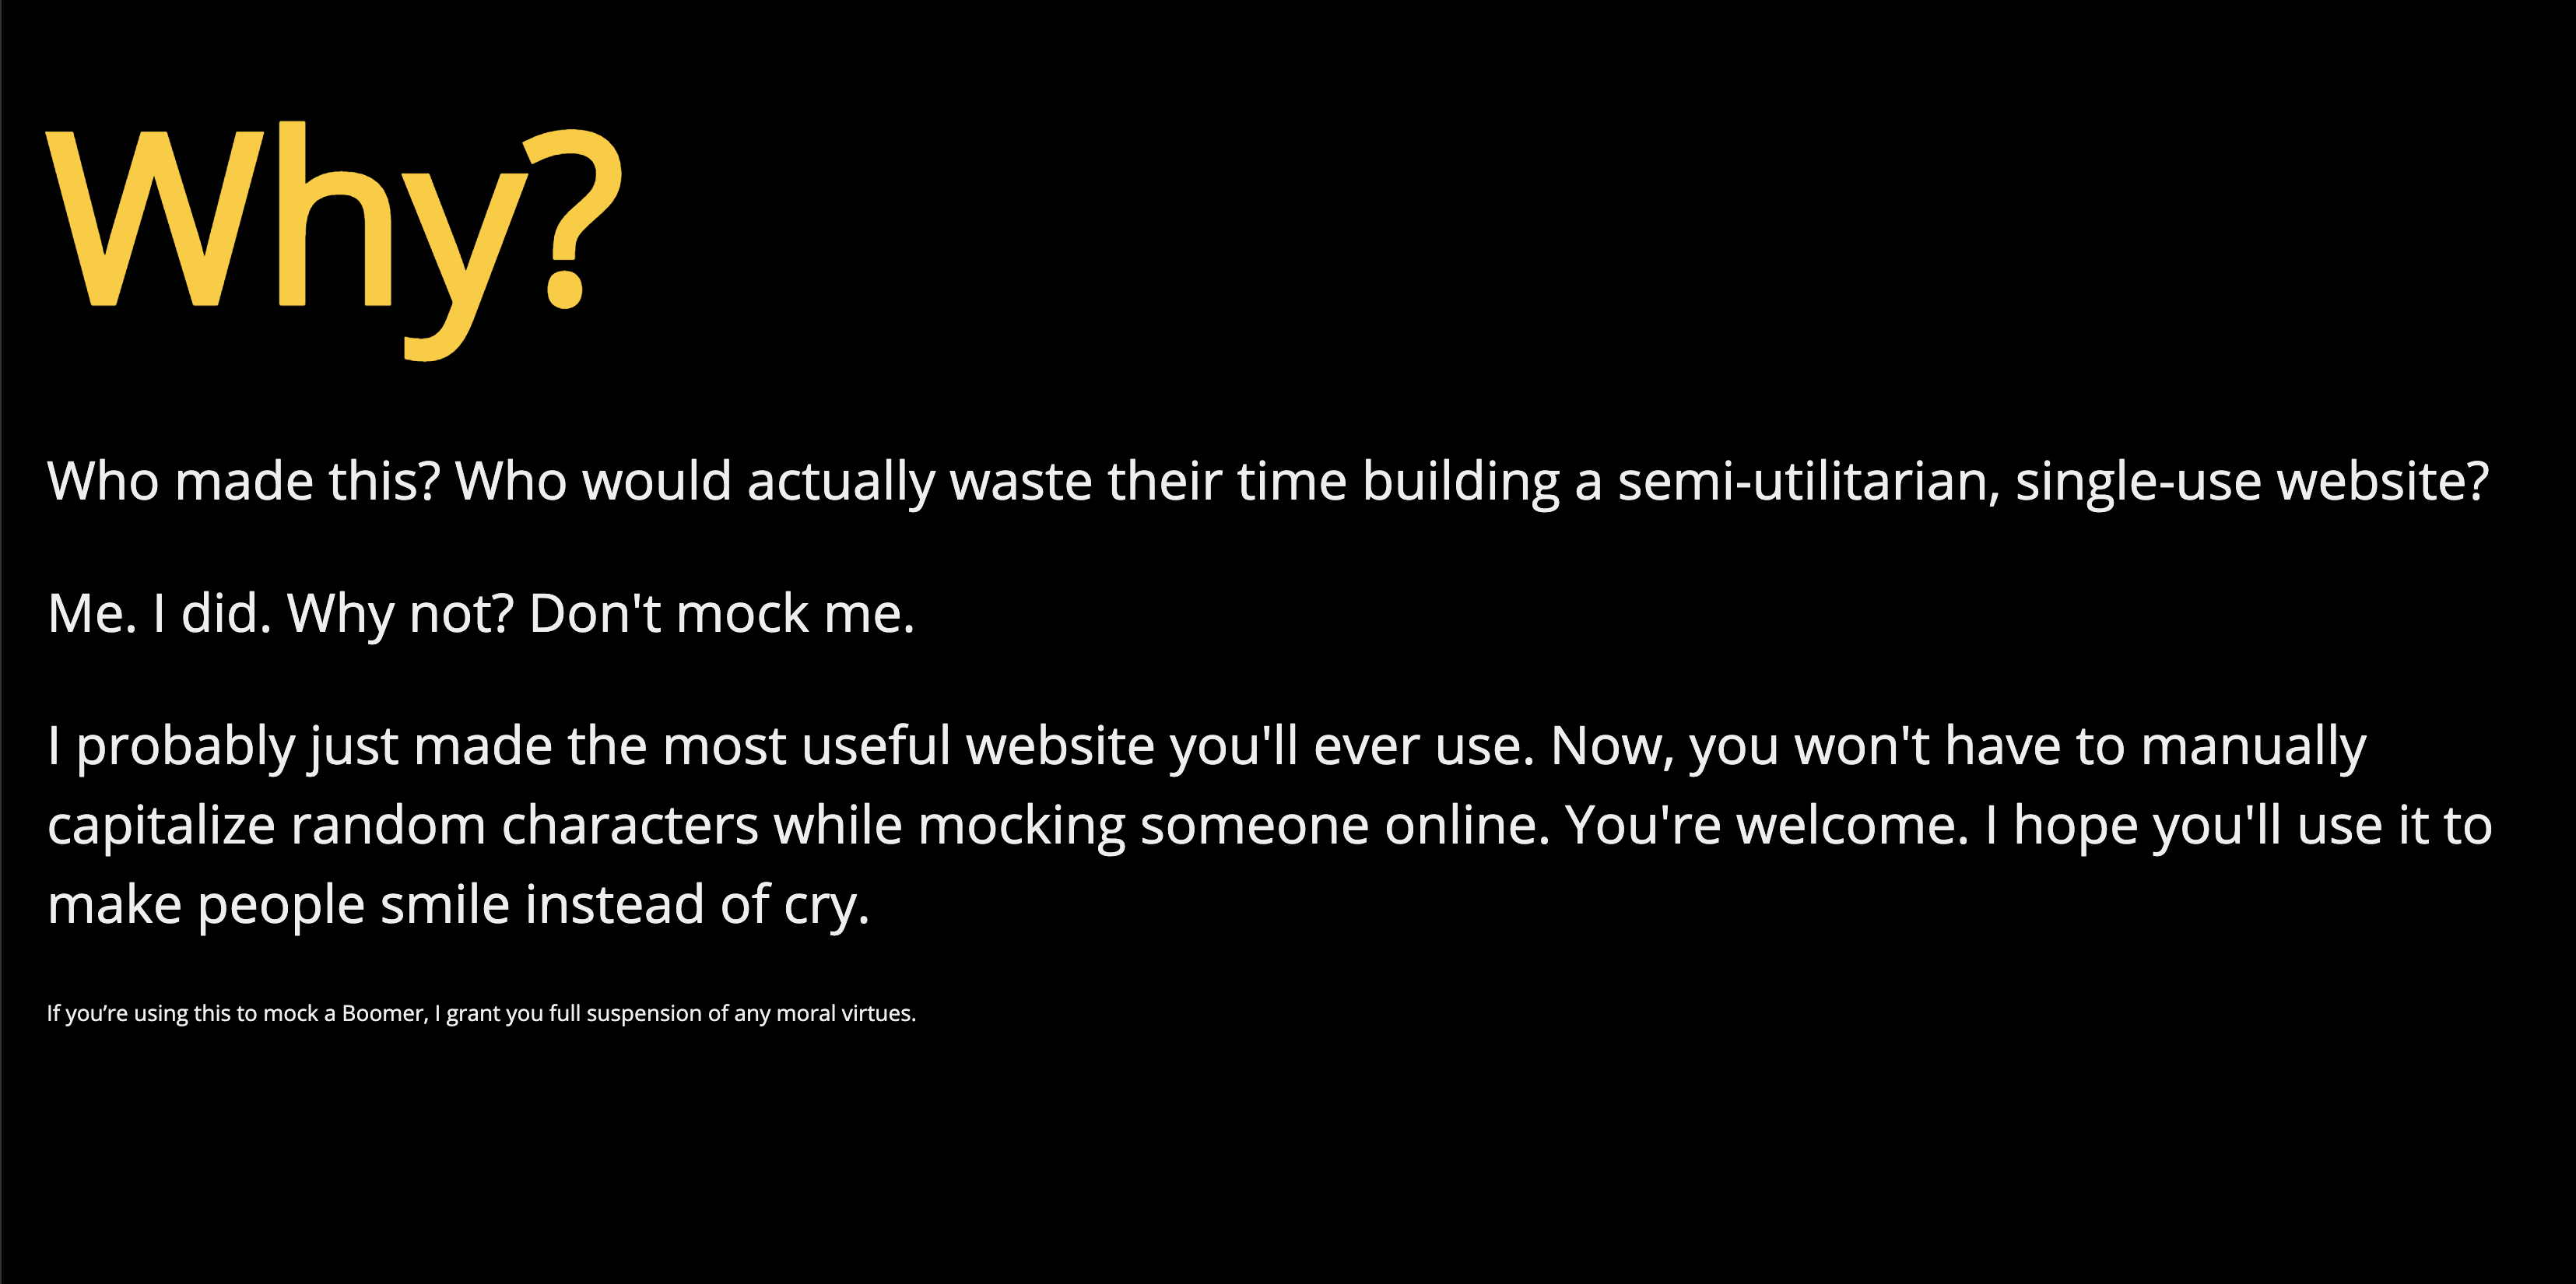 Why?
Who made this? Who would actually waste their time building a semi-utilitarian, single-use website?
Me. I did. Why not? Don't mock me.
I probably just made the most useful website you'll ever use. Now, you won't have to manually
capitalize random characters while mocking someone online. You're welcome. I hope you'll use it to
make people smile instead of cry.
If you’re using this to mock a Boomer, I grant you full suspension of any moral virtues.